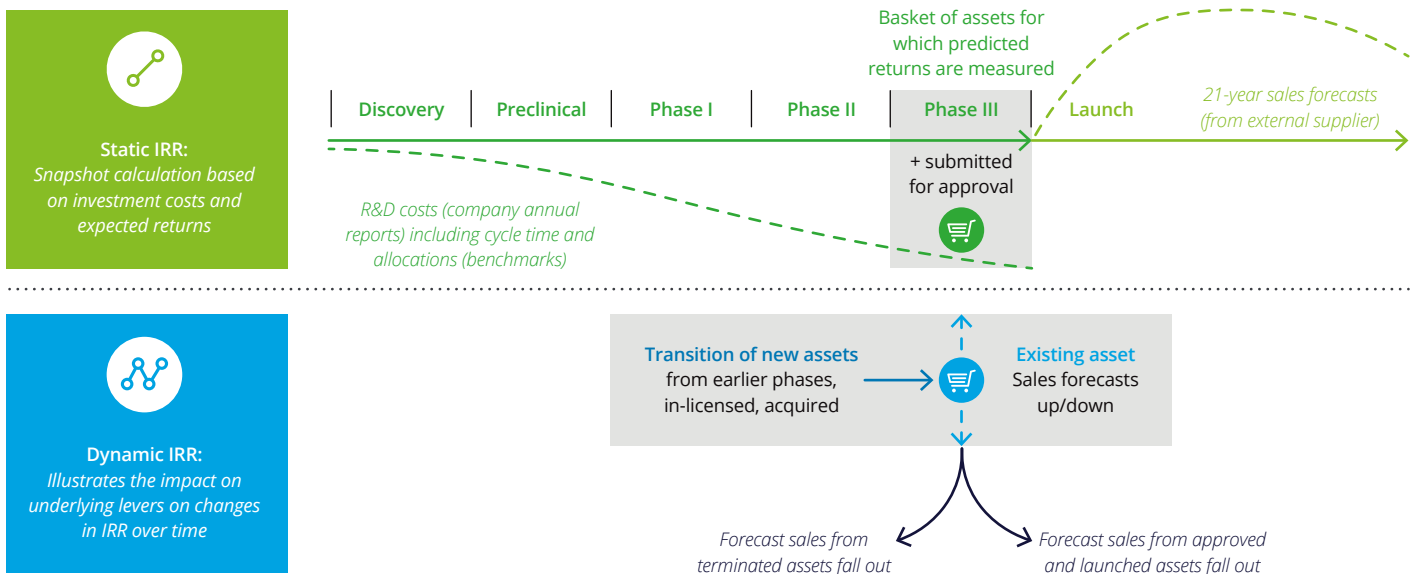 Static IRR:
Snapshot calculation based
on investment costs and
expected returns
Basket of assets for
which predicted
returns are measured
Discovery
Preclinical
Phase I
Phase II
Phase III
Launch
21-year sales forecasts
(from external supplier)
+ submitted
for approval
R&D costs (company annual
reports) including cycle time and
allocations (benchmarks)
Dynamic IRR:
Illustrates the impact on
underlying levers on changes
in IRR over time
Transition of new assets
from earlier phases,
in-licensed, acquired
Existing asset
Sales forecasts
up/down
Forecast sales from
terminated assets fall out
Forecast sales from approved
and launched assets fall out